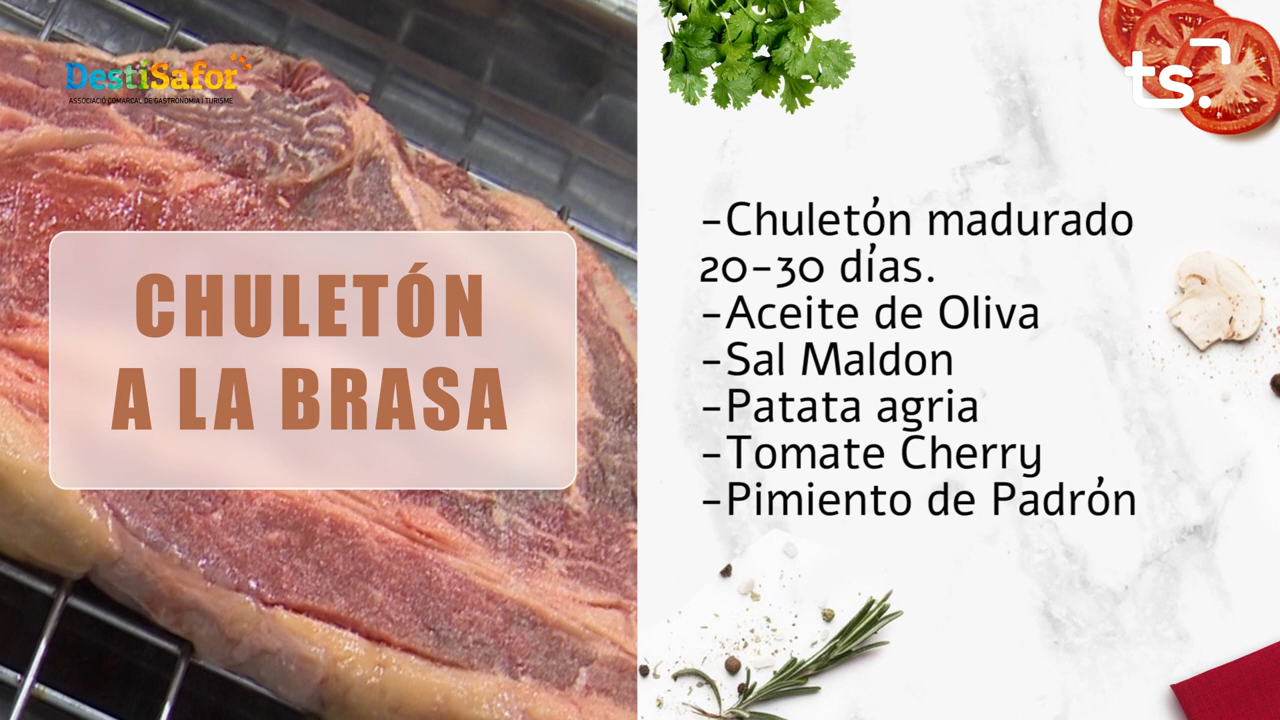 DestiSafor
ASSOCIACIÓ COMARCAL DE GASTRONOMIA I TURISME
CHULETÓN
A LA BRASA
ts.
-Chuletón madurado
20-30 días.
-Aceite de Oliva
-Sal Maldon
-Patata agria
-Tomate Cherry
-Pimiento de Padrón